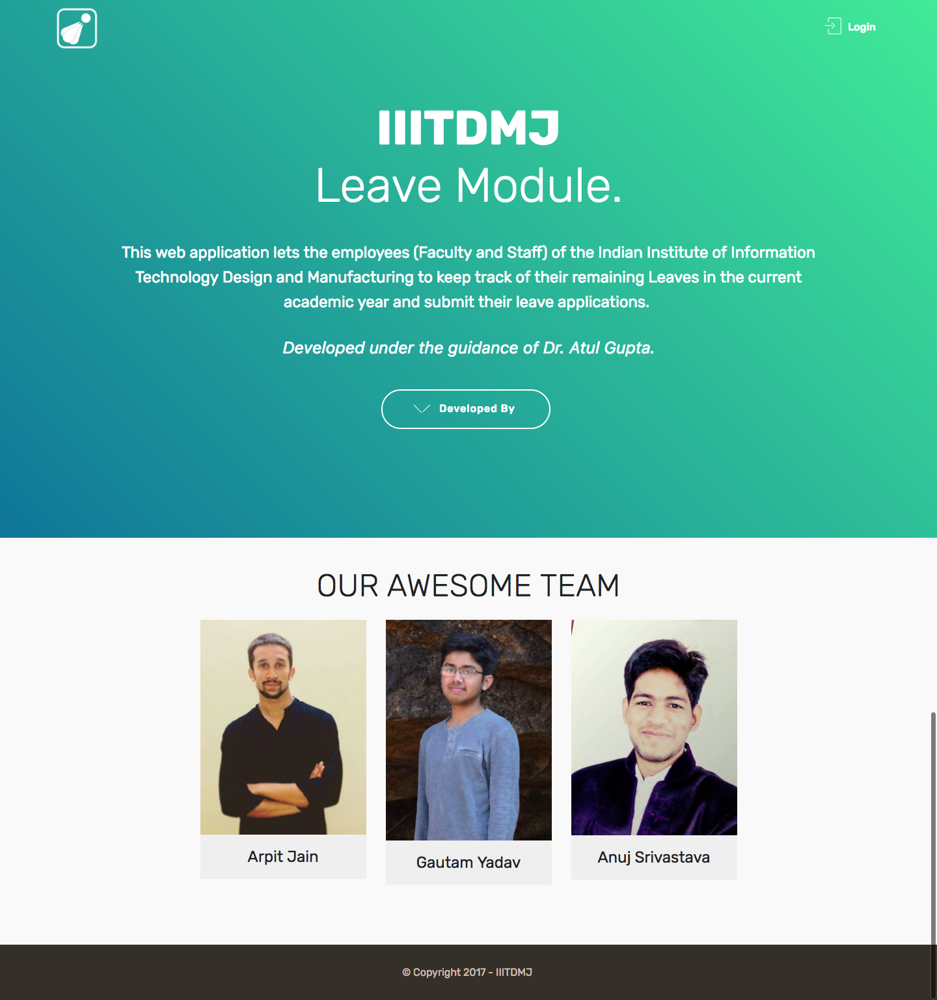 Login
IIITDMJ
Leave Module.
This web application lets the employees (Faculty and Staff) of the Indian Institute of Information
Technology Design and Manufacturing to keep track of their remaining Leaves in the current
academic year and submit their leave applications.
Developed under the guidance of Dr. Atul Gupta.
Developed By
OUR AWESOME TEAM
Arpit Jain
Gautam Yadav
Anuj Srivastava
© Copyright 2017 - IIITDMJ